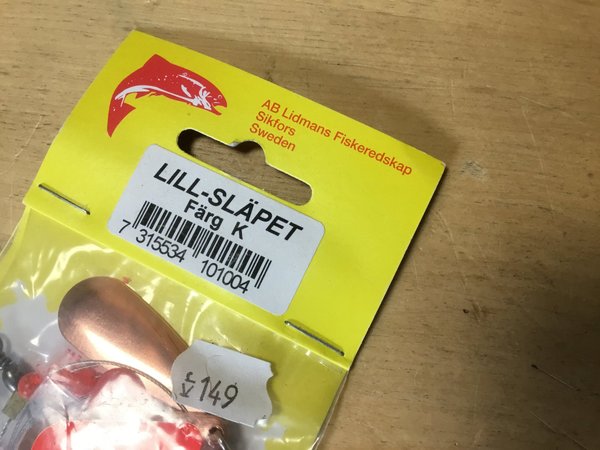 AB Lidmans Fiskeredskap
Sikfors
Sweden
LILL-SLÄPET
Färg K
7 315534 101004
149